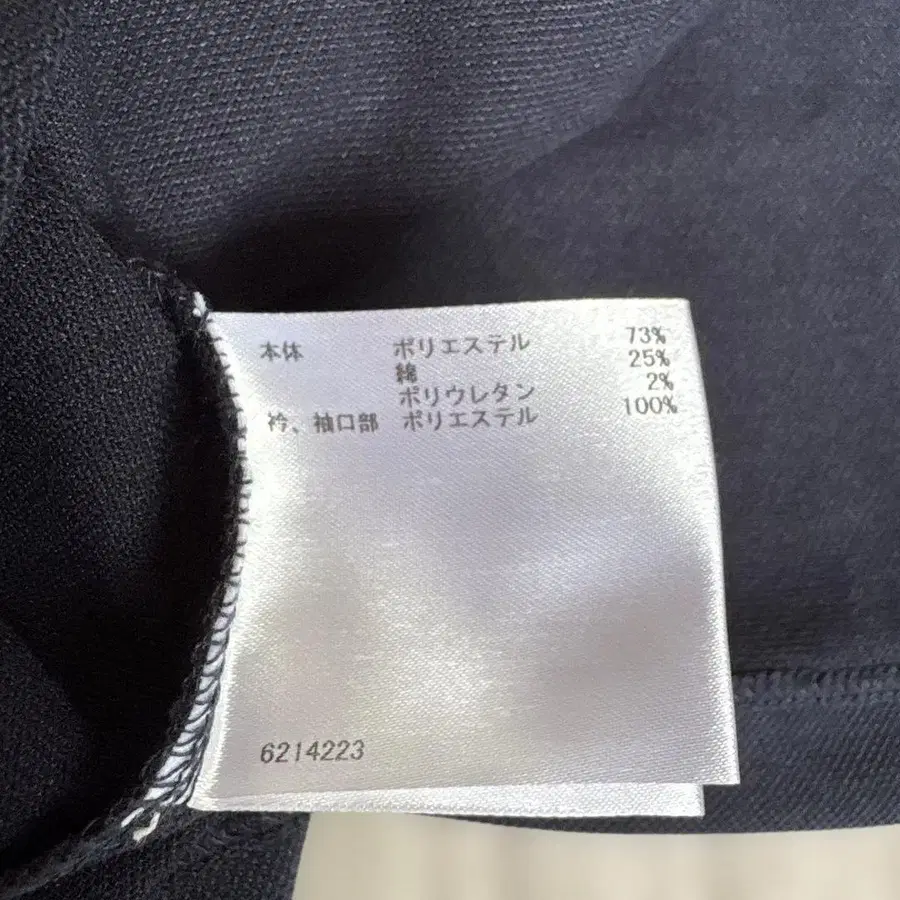 本体 ポリエステル 73%
綿 25%
ポリウレタン 2%
衿、袖口部 ポリエステル 100%
6214223